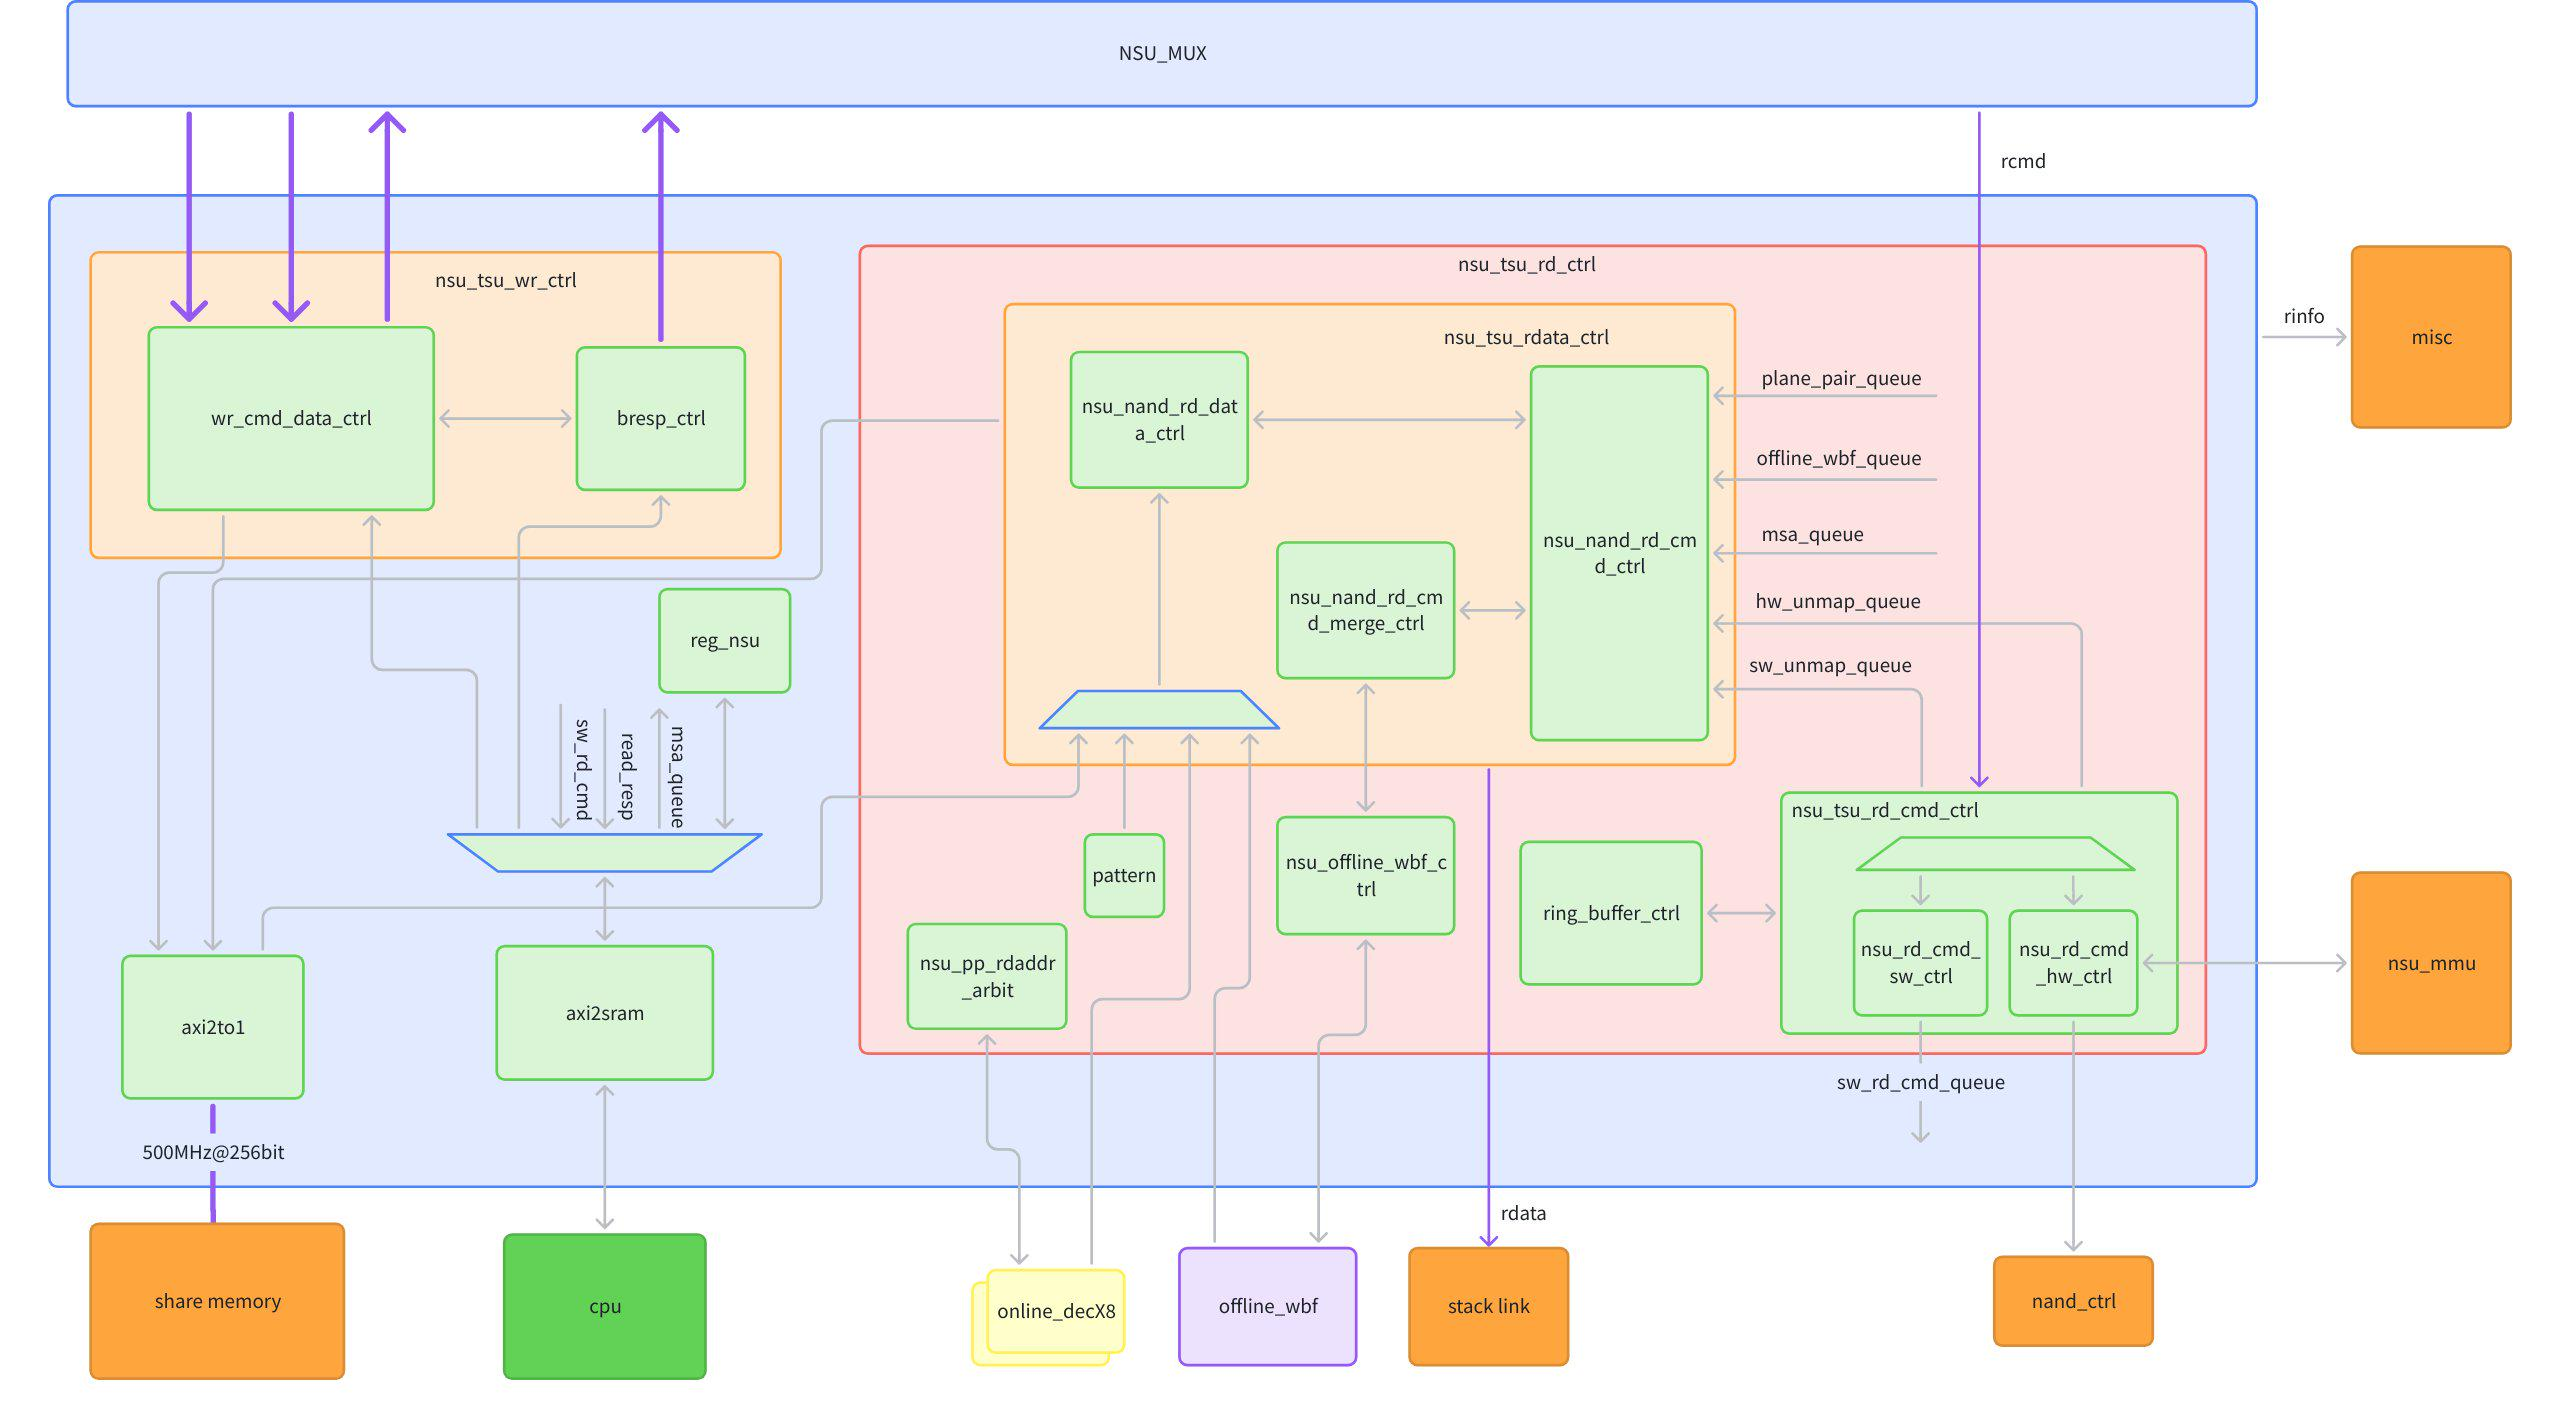 NSU_MUX
rcmd
nsu_tsu_wr_ctrl
nsu_tsu_rd_ctrl
rinfo
misc
nsu_tsu_rdata_ctrl
plane_pair_queue
wr_cmd_data_ctrl
bresp_ctrl
nsu_nand_rd_dat
a_ctrl
offline_wbf_queue
msa_queue
nsu_nand_rd_cm
d_ctrl
hw_unmap_queue
nsu_nand_rd_cm
d_merge_ctrl
reg_nsu
sw_unmap_queue
sw_rd_cmd
read_resp
msa_queue
nsu_tsu_rd_cmd_ctrl
pattern
nsu_offline_wbf_c
trl
ring_buffer_ctrl
nsu_pp_rdaddr
_arbit
nsu_rd_cmd_
sw_ctrl
nsu_rd_cmd
_hw_ctrl
nsu_mmu
axi2to1
axi2sram
sw_rd_cmd_queue
500MHz@256bit
rdata
share memory
cpu
online_decX8
offline_wbf
stack link
nand_ctrl